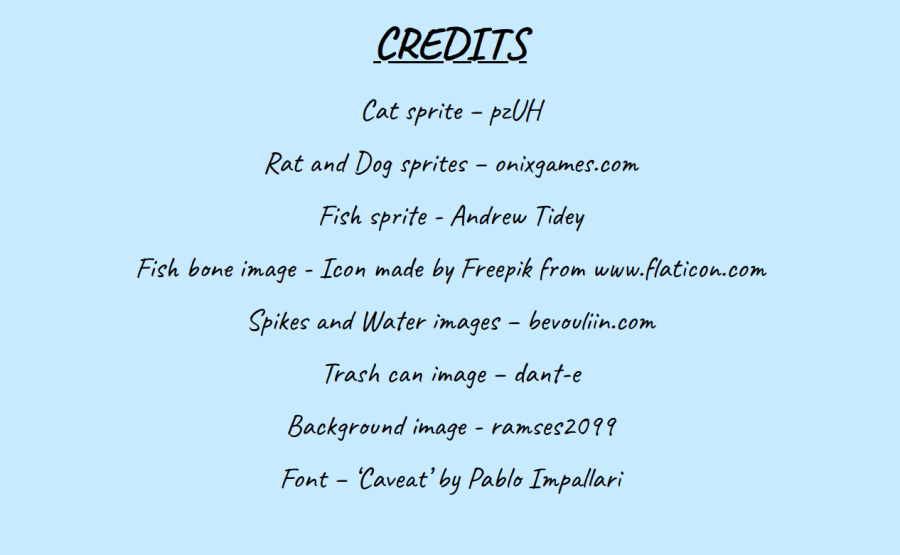 CREDITS
Cat sprite – pzUH
Rat and Dog sprites – onixgames.com
Fish sprite - Andrew Tidey
Fish bone image - Icon made by Freepik from www.flaticon.com
Spikes and Water images – bevouliin.com
Trash can image – dant-e
Background image - ramses2099
Font – ‘Caveat’ by Pablo Impallari